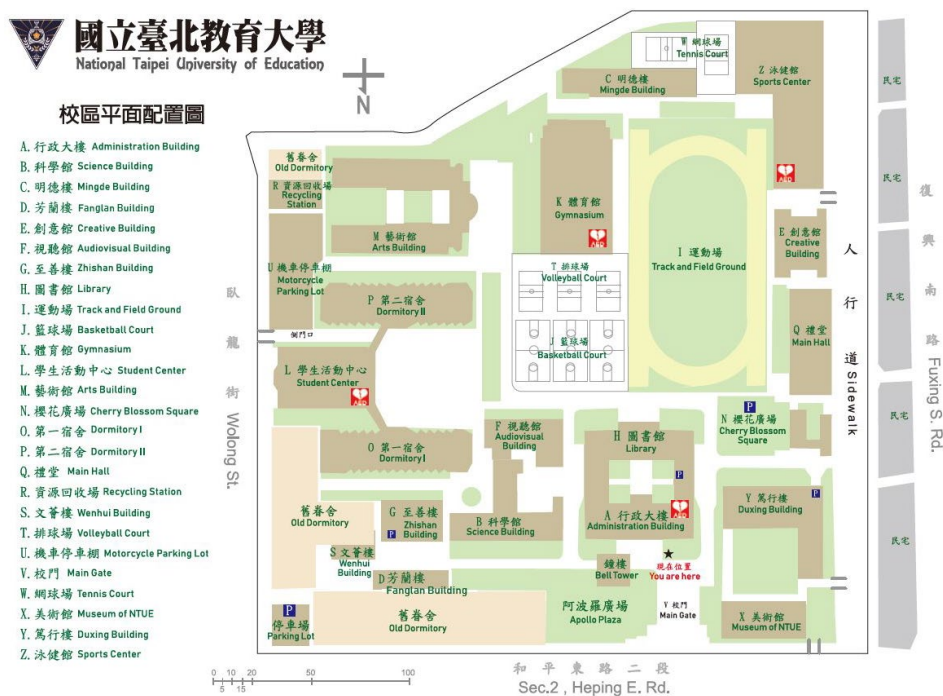 國立臺北教育大學
National Taipei University of Education
N
校區平面配置圖
A. 行政大樓 Administration Building
B. 科學館 Science Building
C. 明德樓 Mingde Building
D. 芳蘭樓 Fanglan Building
E. 創意館 Creative Building
F. 視聽館 Audiovisual Building
G. 至善樓 Zhishan Building
H. 圖書館 Library
I. 運動場 Track and Field Ground
J. 籃球場 Basketball Court
K. 體育館 Gymnasium
L. 學生活動中心 Student Center
M. 藝術館 Arts Building
N. 櫻花廣場 Cherry Blossom Square
O. 第一宿舍 Dormitory I
P. 第二宿舍 Dormitory II
Q. 禮堂 Main Hall
R. 資源回收場 Recycling Station
S. 文薈樓 Wenhui Building
T. 排球場 Volleyball Court
U. 機車停車棚 Motorcycle Parking Lot
V. 校門 Main Gate
W. 網球場 Tennis Court
X. 美術館 Museum of NTUE
Y. 篤行樓 Duxing Building
Z. 泳健館 Sports Center
W 網球場
Tennis Court
C 明德樓
Mingde Building
Z 泳健館
Sports Center
AED
民宅
舊眷舍
Old Dormitory
R 資源回收場
Recycling
Station
K 體育館
Gymnasium
AED
M 藝術館
Arts Building
I 運動場
Track and Field Ground
E 創意館
Creative
Building
民宅
U 機車停車棚
Motorcycle
Parking Lot
T 排球場
Volleyball Court
P 第二宿舍
Dormitory II
側門口
J 籃球場
Basketball Court
Q 禮堂
Main Hall
民宅
L 學生活動中心
Student Center
AED
臥龍街 Wolong St.
人行道 Sidewalk
復興南路 Fuxing S. Rd.
民宅
P
N 櫻花廣場
Cherry Blossom
Square
F 視聽館
Audiovisual
Building
H 圖書館
Library
P
O 第一宿舍
Dormitory I
舊眷舍
Old Dormitory
G 至善樓
Zhishan
Building
P
B 科學館
Science Building
A 行政大樓
Administration Building
AED
P
Y 篤行樓
Duxing Building
民宅
S 文薈樓
Wenhui
Building
D 芳蘭樓
Fanglan Building
鐘樓
Bell Tower
現在位置
You are here
P
停車場
Parking Lot
舊眷舍
Old Dormitory
阿波羅廣場
Apollo Plaza
V 校門
Main Gate
X 美術館
Museum of NTUE
0 10 20 50 100
5 15
和平東路二段
Sec.2 , Heping E. Rd.